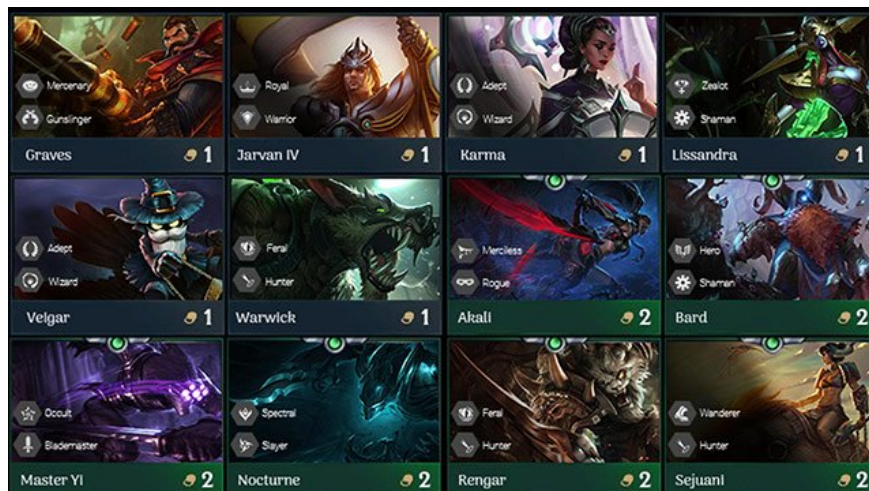 Mercenary
Gunslinger
Graves 1
Royal
Warrior
Jarvan IV 1
Adept
Wizard
Karma 1
Zealot
Shaman
Lissandra 1
Adept
Wizard
Veigar 1
Feral
Hunter
Warwick 1
Merciless
Rogue
Akali 2
Hero
Shaman
Bard 2
Occult
Blademaster
Master Yi 2
Spectral
Slayer
Nocturne 2
Feral
Hunter
Rengar 2
Wanderer
Hunter
Sejuani 2